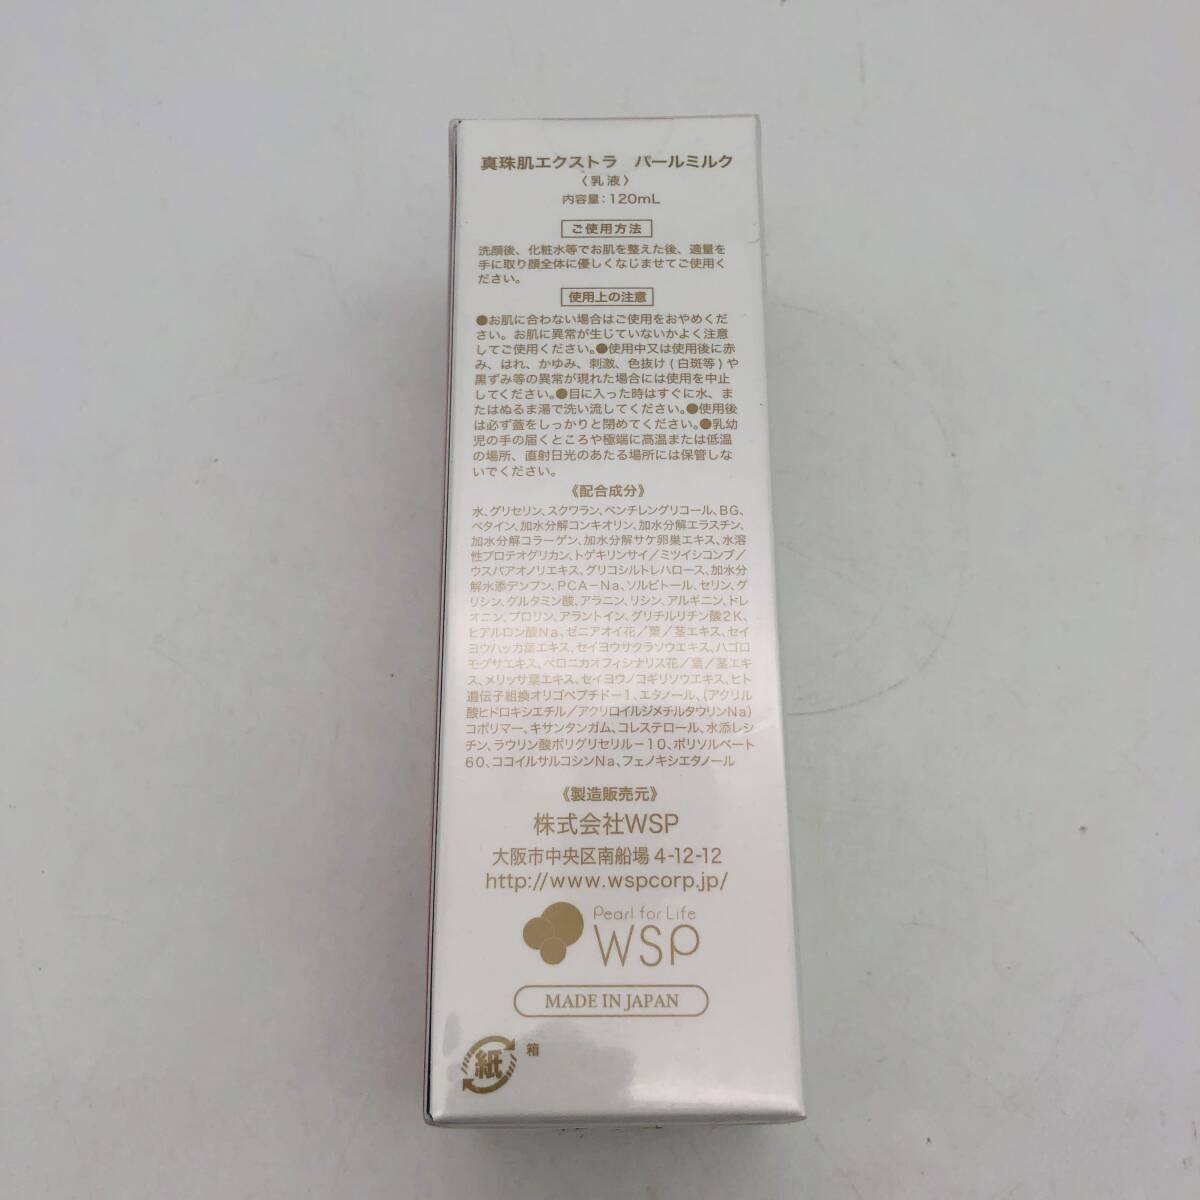 真珠肌エクストラ　パールミルク
〈乳液〉
内容量：120mL
ご使用方法
洗顔後、化粧水等でお肌を整えた後、適量を
手に取り顔全体に優しくなじませてご使用く
ださい。
使用上の注意
●お肌に合わない場合はご使用をおやめくだ
さい。お肌に異常が生じていないかよく注意
してご使用ください。●使用中又は使用後に赤
み、はれ、かゆみ、刺激、色抜け(白斑等)や
黒ずみ等の異常が現れた場合には使用を中止
してください。●目に入った時はすぐに水、ま
たはぬるま湯で洗い流してください。●使用後
は必ず蓋をしっかりと閉めてください。●乳幼
児の手の届くところや極端に高温または低温
の場所、直射日光のあたる場所には保管しな
いでください。
《配合成分》
水、グリセリン、スクワラン、ペンチレングリコール、BG、
ベタイン、加水分解コンキオリン、加水分解エラスチン、
加水分解コラーゲン、加水分解サケ卵巣エキス、水溶
性プロテオグリカン、トゲキリンサイ／ミツイシコンブ／
ウスバアオノリエキス、グリコシルトレハロース、加水分
解水添デンプン、PCA－Na、ソルビトール、セリン、グ
リシン、グルタミン酸、アラニン、リシン、アルギニン、トレ
オニン、プロリン、アラントイン、グリチルリチン酸2K、
ヒアルロン酸Na、ゼニアオイ花／葉／茎エキス、セイ
ヨウハッカ葉エキス、セイヨウサクラソウエキス、ハゴロ
モグサエキス、ベロニカオフィシナリス花／葉／茎エキ
ス、メリッサ葉エキス、セイヨウノコギリソウエキス、ヒト
遺伝子組換オリゴペプチド－1、エタノール、(アクリル
酸ヒドロキシエチル／アクリロイルジメチルタウリンNa)
コポリマー、キサンタンガム、コレステロール、水添レシ
チン、ラウリン酸ポリグリセリル－10、ポリソルベート
60、ココイルサルコシンNa、フェノキシエタノール
《製造販売元》
株式会社WSP
大阪市中央区南船場 4-12-12
http://www.wspcorp.jp/
Pearl for Life
WSP
MADE IN JAPAN
紙 箱